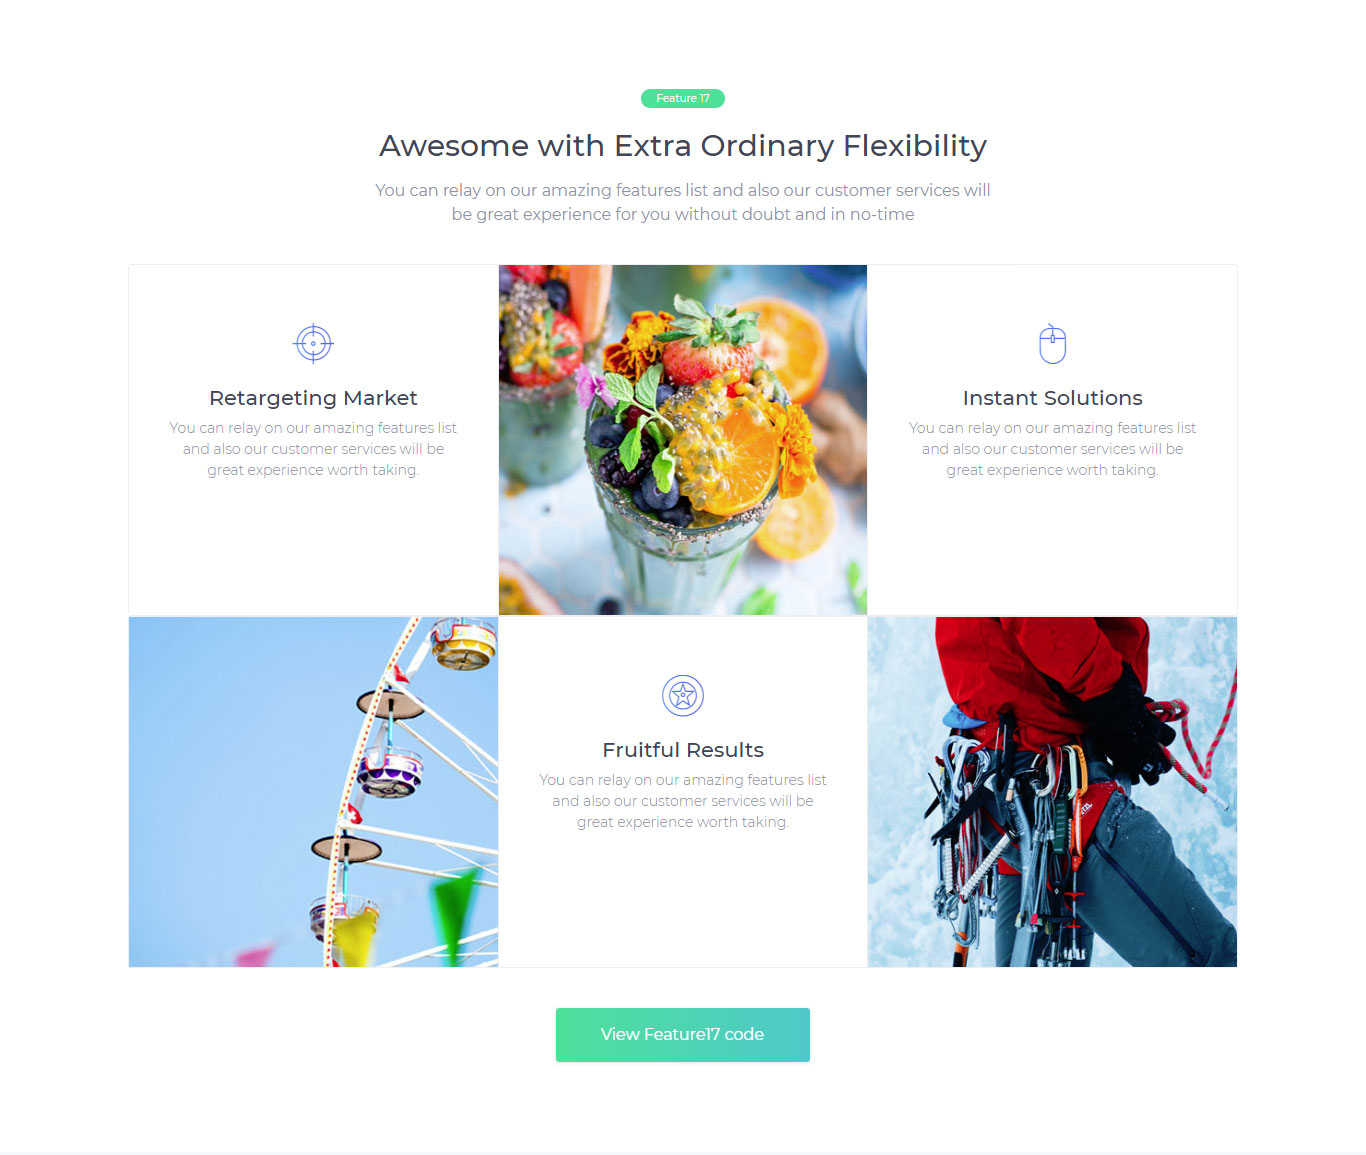 Feature 17
Awesome with Extra Ordinary Flexibility
You can relay on our amazing features list and also our customer services will
be great experience for you without doubt and in no-time
Retargeting Market
You can relay on our amazing features list
and also our customer services will be
great experience worth taking.
Instant Solutions
You can relay on our amazing features list
and also our customer services will be
great experience worth taking.
Fruitful Results
You can relay on our amazing features list
and also our customer services will be
great experience worth taking.
View Feature17 code